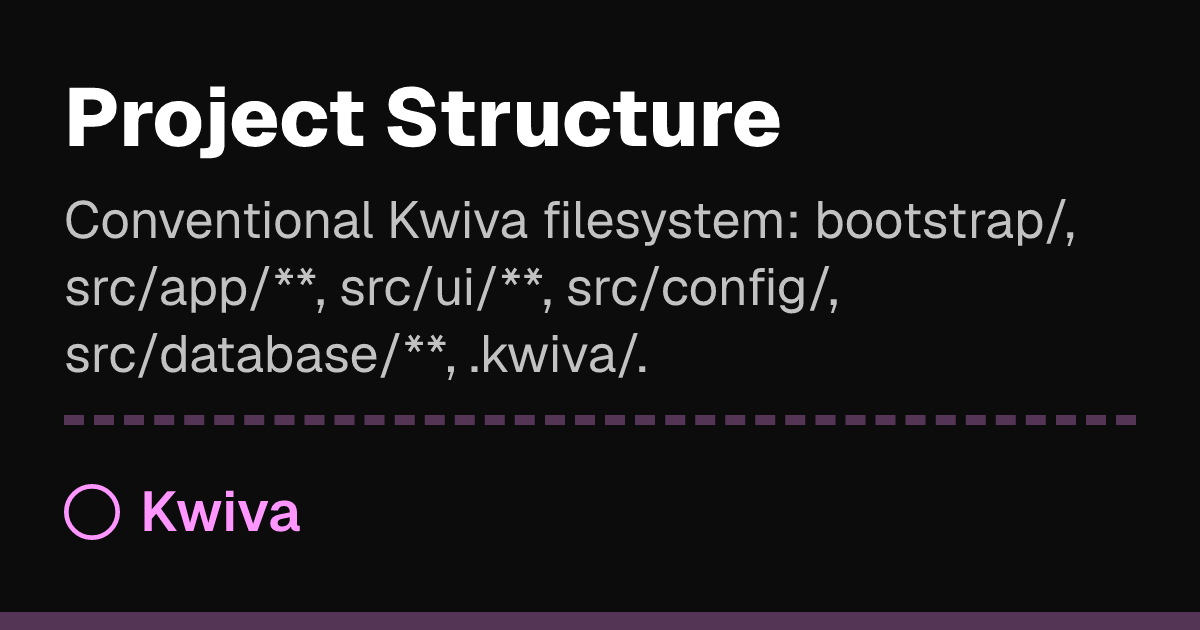 Project Structure
Conventional Kwiva filesystem: bootstrap/,
src/app/**, src/ui/**, src/config/,
src/database/**, .kwiva/.
Kwiva